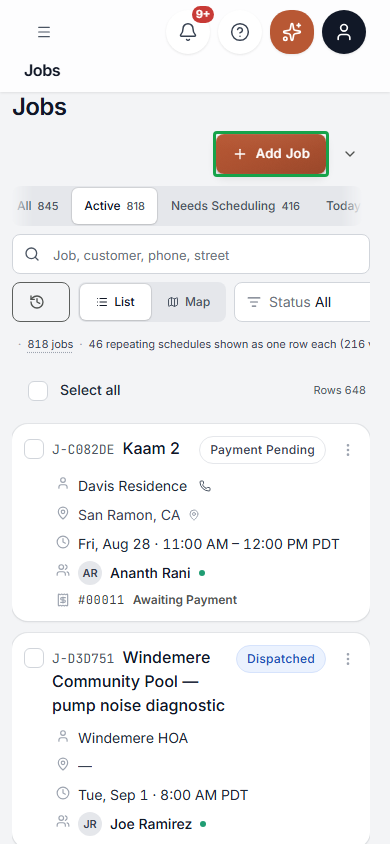 9+
Jobs
Jobs
Add Job
All 845
Active 818
Needs Scheduling 416
Today
Job, customer, phone, street
List
Map
Status All
· 818 jobs · 46 repeating schedules shown as one row each (216
Select all
Rows 648
J-C082DE Kaam 2
Payment Pending
Davis Residence
San Ramon, CA
Fri, Aug 28 · 11:00 AM – 12:00 PM PDT
AR Ananth Rani
#00011 Awaiting Payment
J-D3D751 Windemere
Dispatched
Community Pool —
pump noise diagnostic
Windemere HOA
—
Tue, Sep 1 · 8:00 AM PDT
JR Joe Ramirez